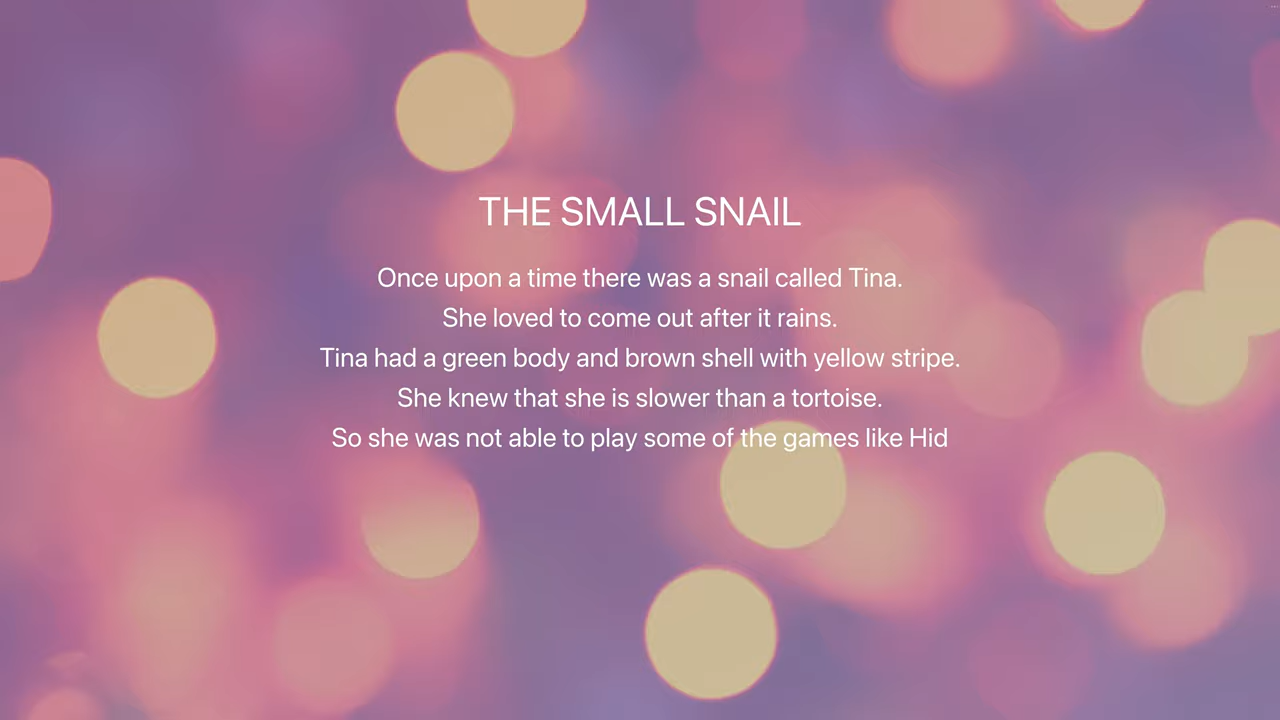 THE SMALL SNAIL
Once upon a time there was a snail called Tina.
She loved to come out after it rains.
Tina had a green body and brown shell with yellow stripe.
She knew that she is slower than a tortoise.
So she was not able to play some of the games like Hid